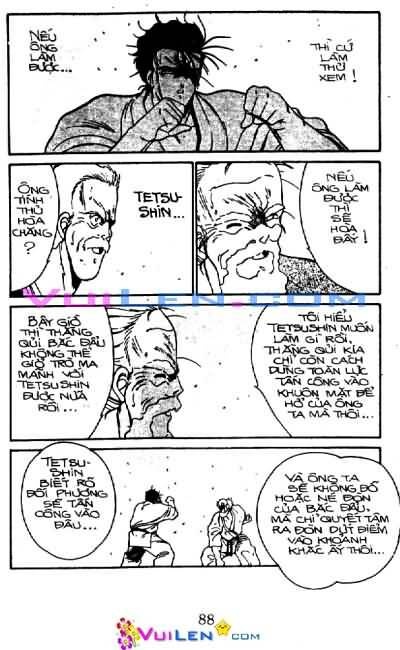 NẾU
ÔNG
LÀM
ĐƯỢC...
THÌ CỨ
LÀM
THỬ
XEM!
ÔNG
TÍNH
THỦ
HÒA
CHĂNG
?
TETSU-
SHIN...
NẾU
ÔNG LÀM
ĐƯỢC
THÌ
SẼ
HÒA
ĐẤY!
VUILEN.COM
BÂY GIỜ
THÌ THẰNG
QUỈ BẮC ĐẨU
KHÔNG THỂ
GIỞ TRÒ MA
MÃNH VỚI
TETSUSHIN
ĐƯỢC NỮA
RỒI...
TÔI HIỂU
TETSUSHIN MUỐN
LÀM GÌ RỒI.
THẰNG QUỈ KIA
CHỈ CÒN CÁCH
DÙNG TOÀN LỰC
TẤN CÔNG VÀO
KHUÔN MẶT ĐỂ
HỞ CỦA ÔNG
TA MÀ THÔI...
TETSU-
SHIN
BIẾT RÕ
ĐỐI PHƯƠNG
SẼ TẤN
CÔNG VÀO
ĐÂU...
VÀ ÔNG TA
SẼ KHÔNG ĐỠ
HOẶC NÉ ĐÒN
CỦA BẮC ĐẨU,
MÀ CHỈ QUYẾT TÂM
RA ĐÒN DỨT ĐIỂM
VÀO KHOẢNH
KHẮC ẤY THÔI...
88
VUILEN.COM